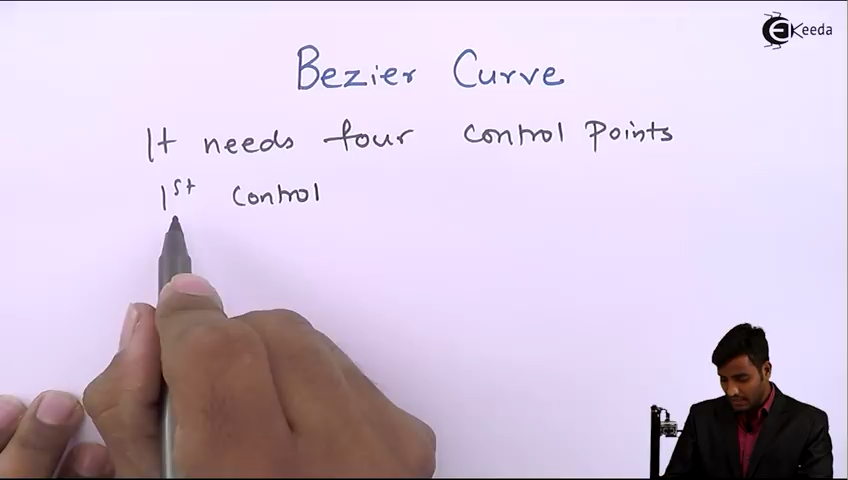 Ekeeda
Bezier Curve
It needs four control Points
1st Control